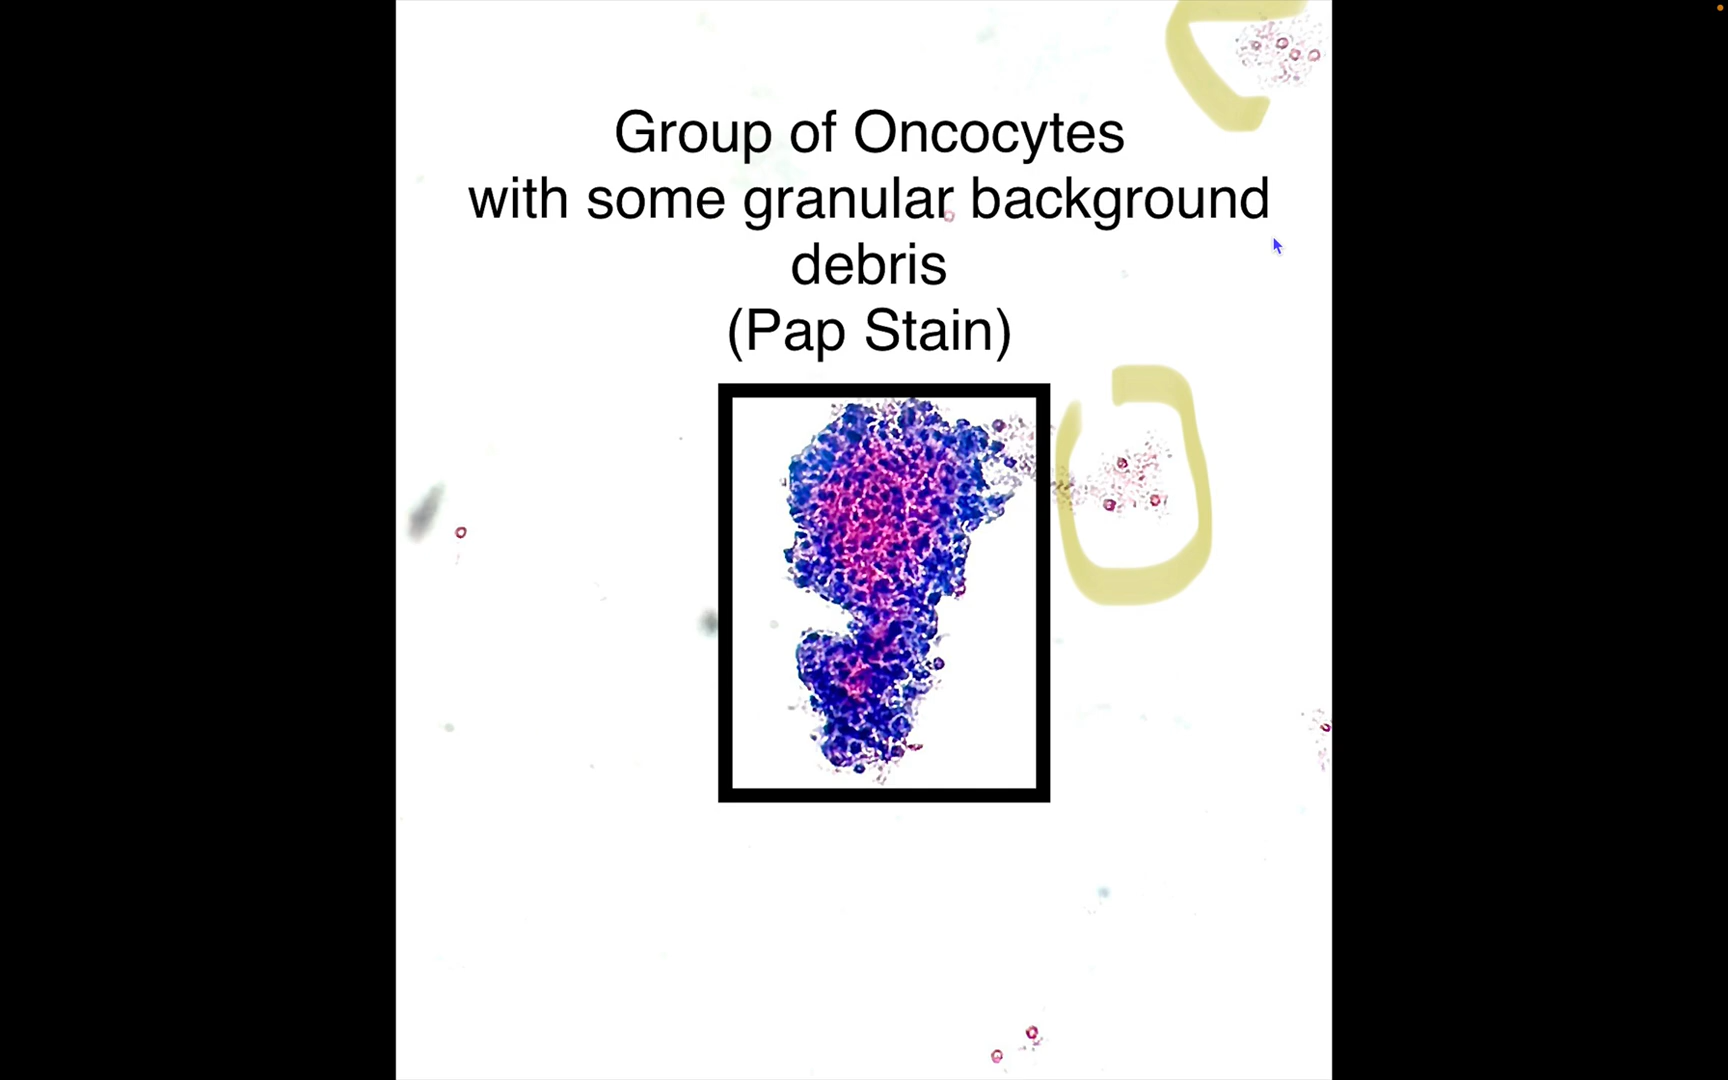 Group of Oncocytes
with some granular background
debris
(Pap Stain)